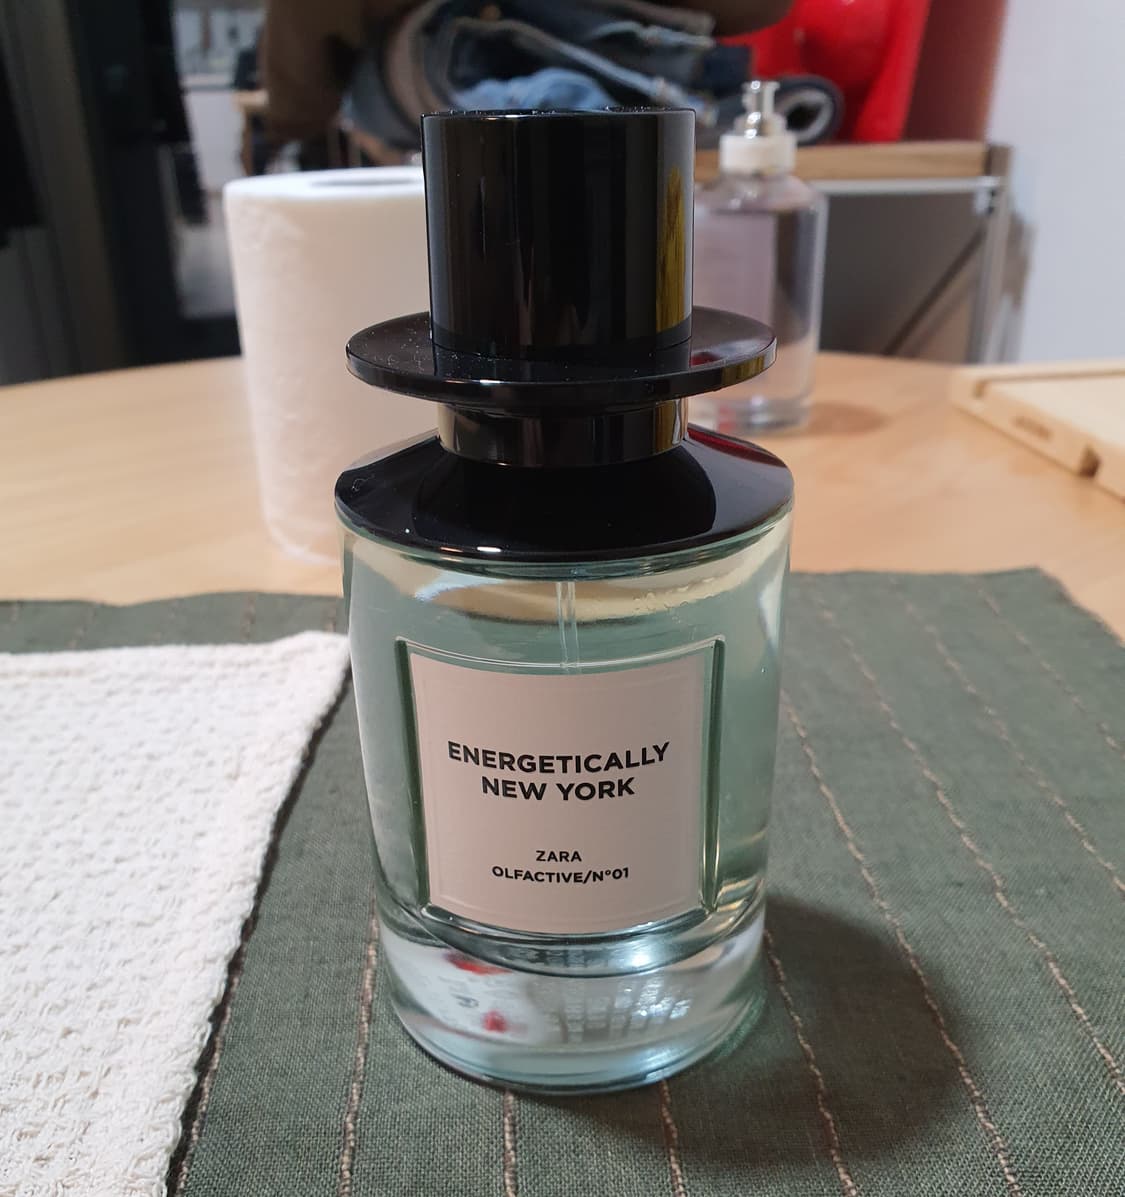 ENERGETICALLY
NEW YORK
ZARA
OLFACTIVE/N°01